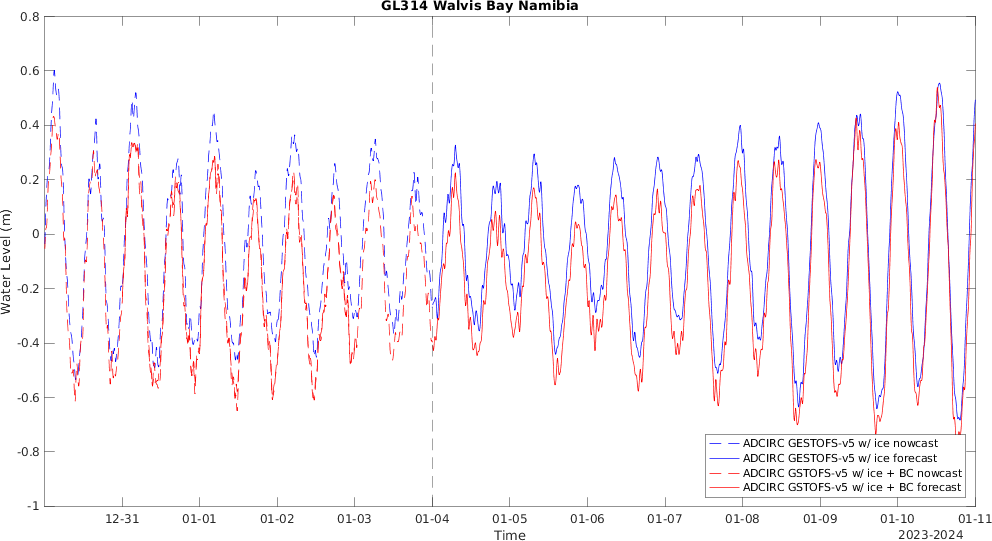 GL314 Walvis Bay Namibia
0.8
0.6
0.4
0.2
0
-0.2
-0.4
-0.6
-0.8
-1
Water Level (m)
ADCIRC GESTOFS-v5 w/ ice nowcast
ADCIRC GESTOFS-v5 w/ ice forecast
ADCIRC GSTOFS-v5 w/ ice + BC nowcast
ADCIRC GSTOFS-v5 w/ ice + BC forecast
12-31 01-01 01-02 01-03 01-04 01-05 01-06 01-07 01-08 01-09 01-10 01-11
Time
2023-2024